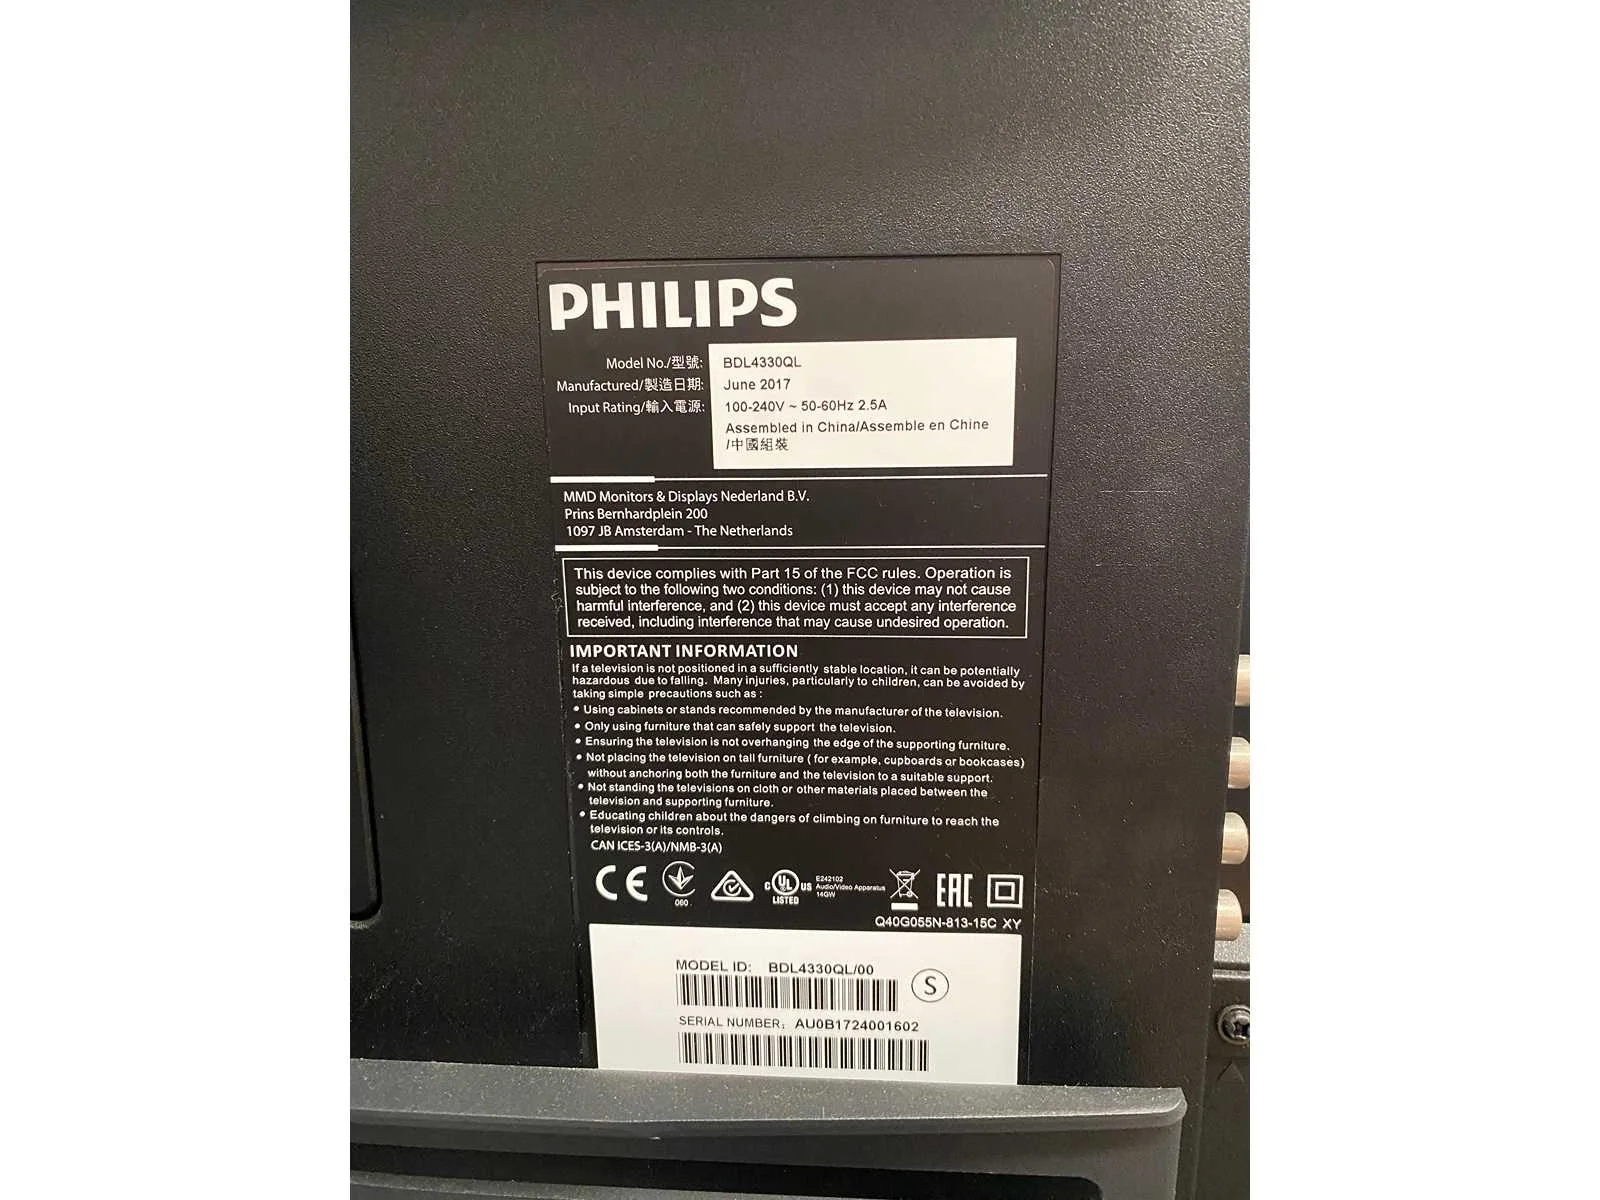 PHILIPS
Model No./型號: BDL4330QL
Manufactured/製造日期: June 2017
Input Rating/輸入電源: 100-240V ~ 50-60Hz 2.5A
Assembled in China/Assemble en Chine
/中國組裝
MMD Monitors & Displays Nederland B.V.
Prins Bernhardplein 200
1097 JB Amsterdam - The Netherlands
This device complies with Part 15 of the FCC rules. Operation is
subject to the following two conditions: (1) this device may not cause
harmful interference, and (2) this device must accept any interference
received, including interference that may cause undesired operation.
IMPORTANT INFORMATION
If a television is not positioned in a sufficiently stable location, it can be potentially
hazardous due to falling. Many injuries, particularly to children, can be avoided by
taking simple precautions such as :
• Using cabinets or stands recommended by the manufacturer of the television.
• Only using furniture that can safely support the television.
• Ensuring the television is not overhanging the edge of the supporting furniture.
• Not placing the television on tall furniture ( for example, cupboards or bookcases)
without anchoring both the furniture and the television to a suitable support.
• Not standing the televisions on cloth or other materials placed between the
television and supporting furniture.
• Educating children about the dangers of climbing on furniture to reach the
television or its controls.
CAN ICES-3(A)/NMB-3(A)
CE 060 c UL US LISTED E242102 Audio/Video Apparatus 14GW EAC
Q40G055N-813-15C XY
MODEL ID: BDL4330QL/00
S
SERIAL NUMBER: AU0B1724001602